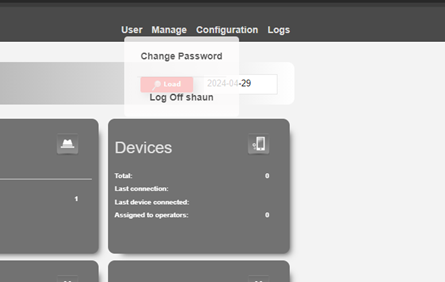 User Manage Configuration Logs
Change Password
Load 2024-04-29
Log Off shaun
Devices
Total: 0
Last connection:
1
Last device connected:
Assigned to operators: 0